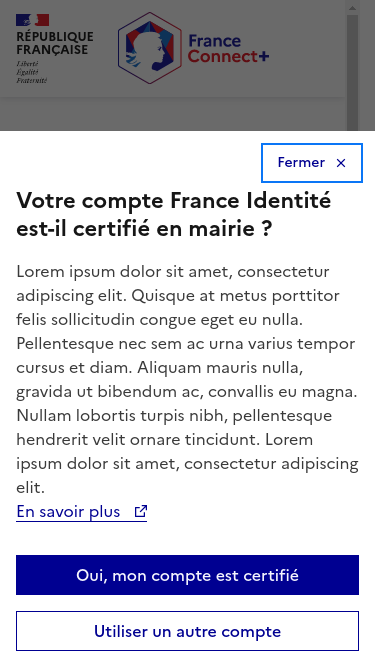 RÉPUBLIQUE
FRANÇAISE
Liberté
Égalité
Fraternité
France
Connect+
Fermer
Votre compte France Identité
est-il certifié en mairie ?
Lorem ipsum dolor sit amet, consectetur
adipiscing elit. Quisque at metus porttitor
felis sollicitudin congue eget eu nulla.
Pellentesque nec sem ac urna varius tempor
cursus et diam. Aliquam mauris nulla,
gravida ut bibendum ac, convallis eu magna.
Nullam lobortis turpis nibh, pellentesque
hendrerit velit ornare tincidunt. Lorem
ipsum dolor sit amet, consectetur adipiscing
elit.
En savoir plus
Oui, mon compte est certifié
Utiliser un autre compte